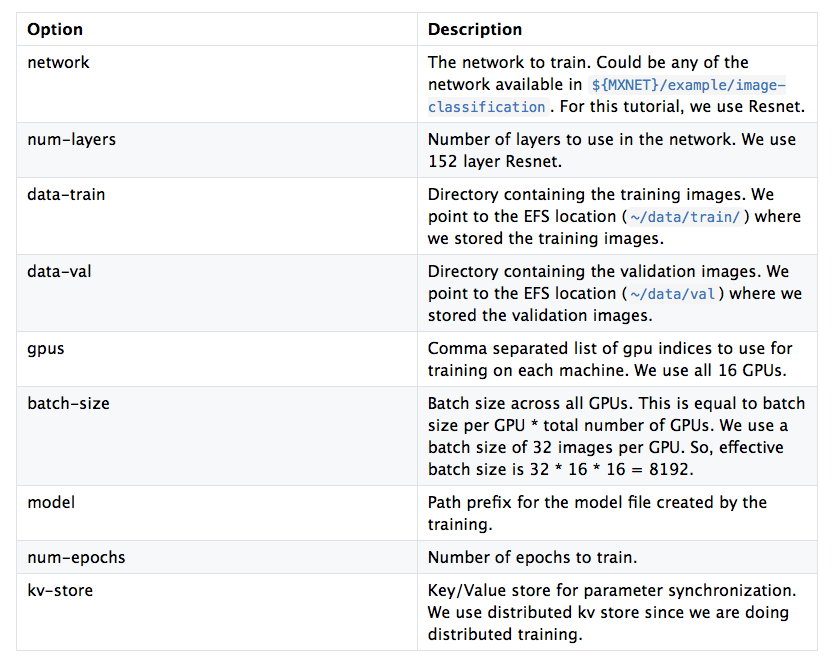 Option Description
network The network to train. Could be any of the
network available in ${MXNET}/example/image-
classification. For this tutorial, we use Resnet.
num-layers Number of layers to use in the network. We use
152 layer Resnet.
data-train Directory containing the training images. We
point to the EFS location (~/data/train/) where
we stored the training images.
data-val Directory containing the validation images. We
point to the EFS location (~/data/val) where we
stored the validation images.
gpus Comma separated list of gpu indices to use for
training on each machine. We use all 16 GPUs.
batch-size Batch size across all GPUs. This is equal to batch
size per GPU * total number of GPUs. We use a
batch size of 32 images per GPU. So, effective
batch size is 32 * 16 * 16 = 8192.
model Path prefix for the model file created by the
training.
num-epochs Number of epochs to train.
kv-store Key/Value store for parameter synchronization.
We use distributed kv store since we are doing
distributed training.